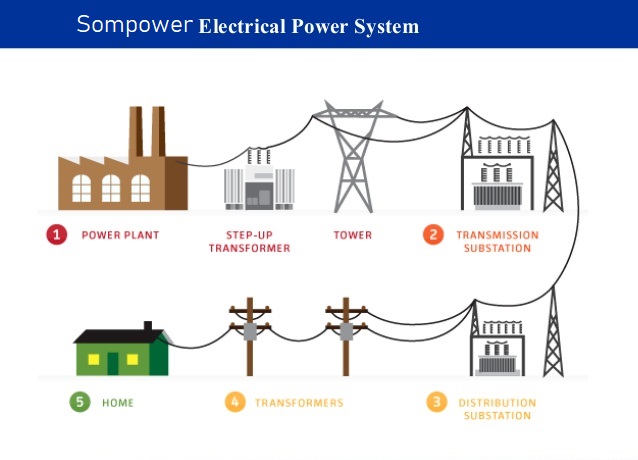 Sompower Electrical Power System
1 POWER PLANT
STEP-UP
TRANSFORMER
TOWER
2 TRANSMISSION
SUBSTATION
5 HOME
4 TRANSFORMERS
3 DISTRIBUTION
SUBSTATION